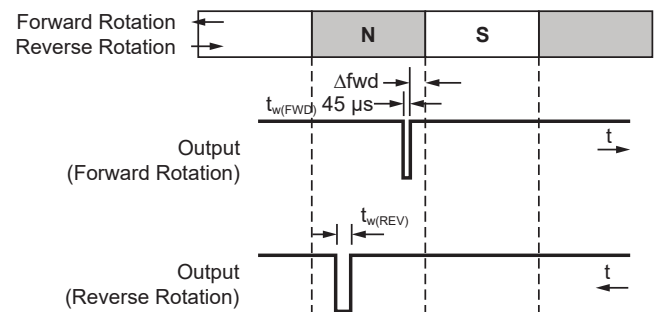 Forward Rotation
Reverse Rotation
N
S
Δfwd
tw(FWD) 45 µs
Output
(Forward Rotation)
t
tw(REV)
Output
(Reverse Rotation)
t